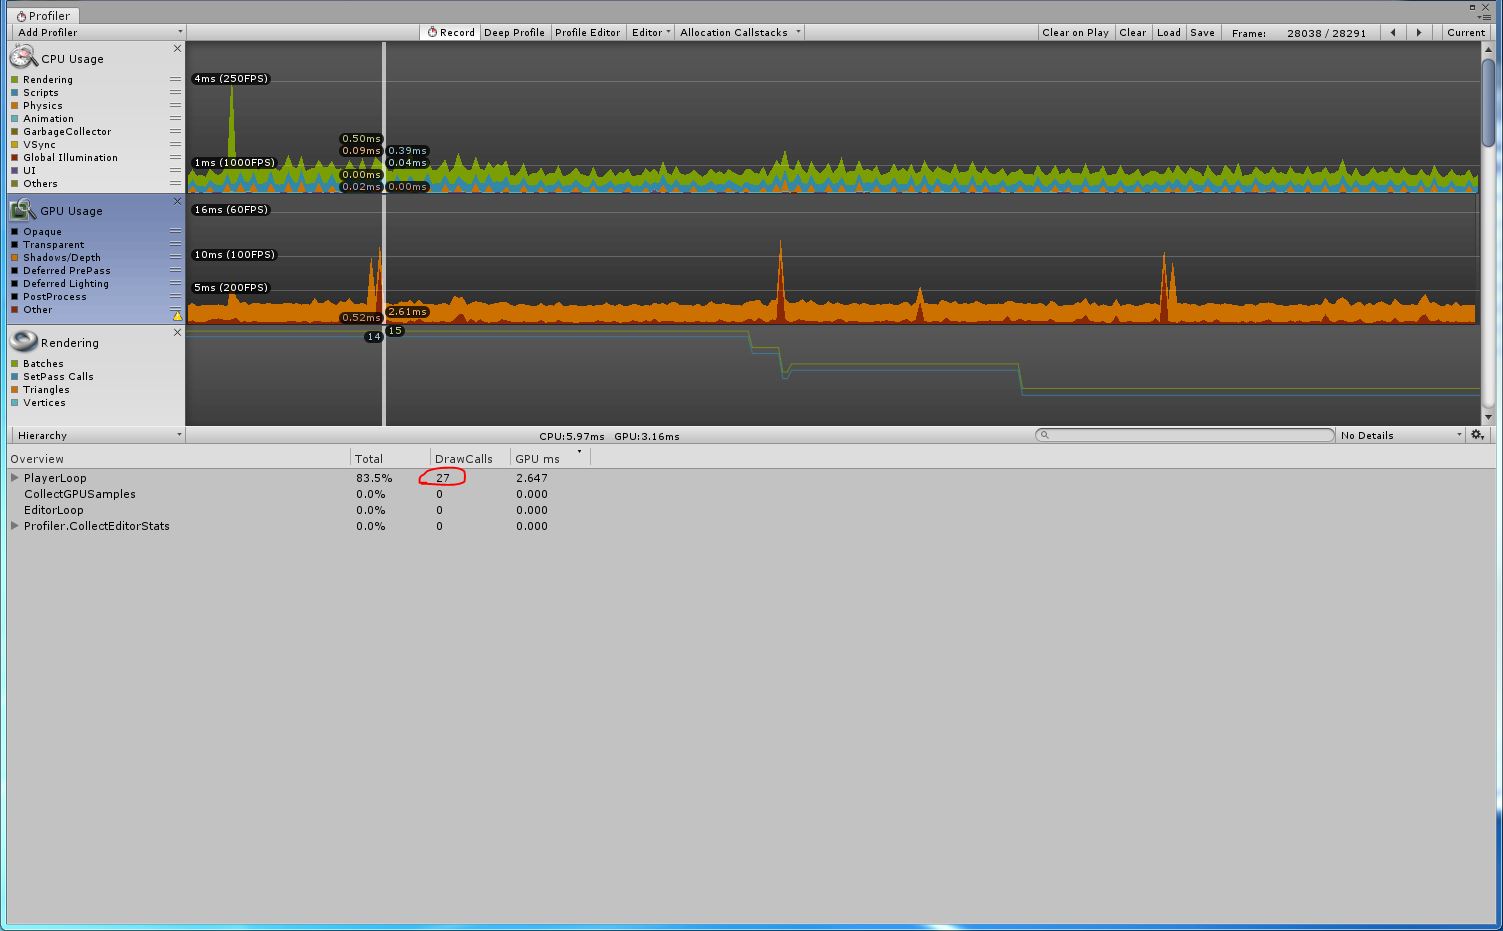 Profiler
Add Profiler Record Deep Profile Profile Editor Editor Allocation Callstacks Clear on Play Clear Load Save Frame: 28038 / 28291 Current
CPU Usage
Rendering
Scripts
Physics
Animation
GarbageCollector
VSync
Global Illumination
UI
Others
4ms (250FPS)
1ms (1000FPS)
0.50ms
0.09ms 0.39ms
0.04ms
0.00ms
0.02ms 0.00ms
GPU Usage
Opaque
Transparent
Shadows/Depth
Deferred PrePass
Deferred Lighting
PostProcess
Other
16ms (60FPS)
10ms (100FPS)
5ms (200FPS)
0.52ms 2.61ms
Rendering
Batches
SetPass Calls
Triangles
Vertices
14 15
Hierarchy CPU:5.97ms GPU:3.16ms No Details
Overview Total DrawCalls GPU ms
PlayerLoop 83.5% 27 2.647
CollectGPUSamples 0.0% 0 0.000
EditorLoop 0.0% 0 0.000
Profiler.CollectEditorStats 0.0% 0 0.000